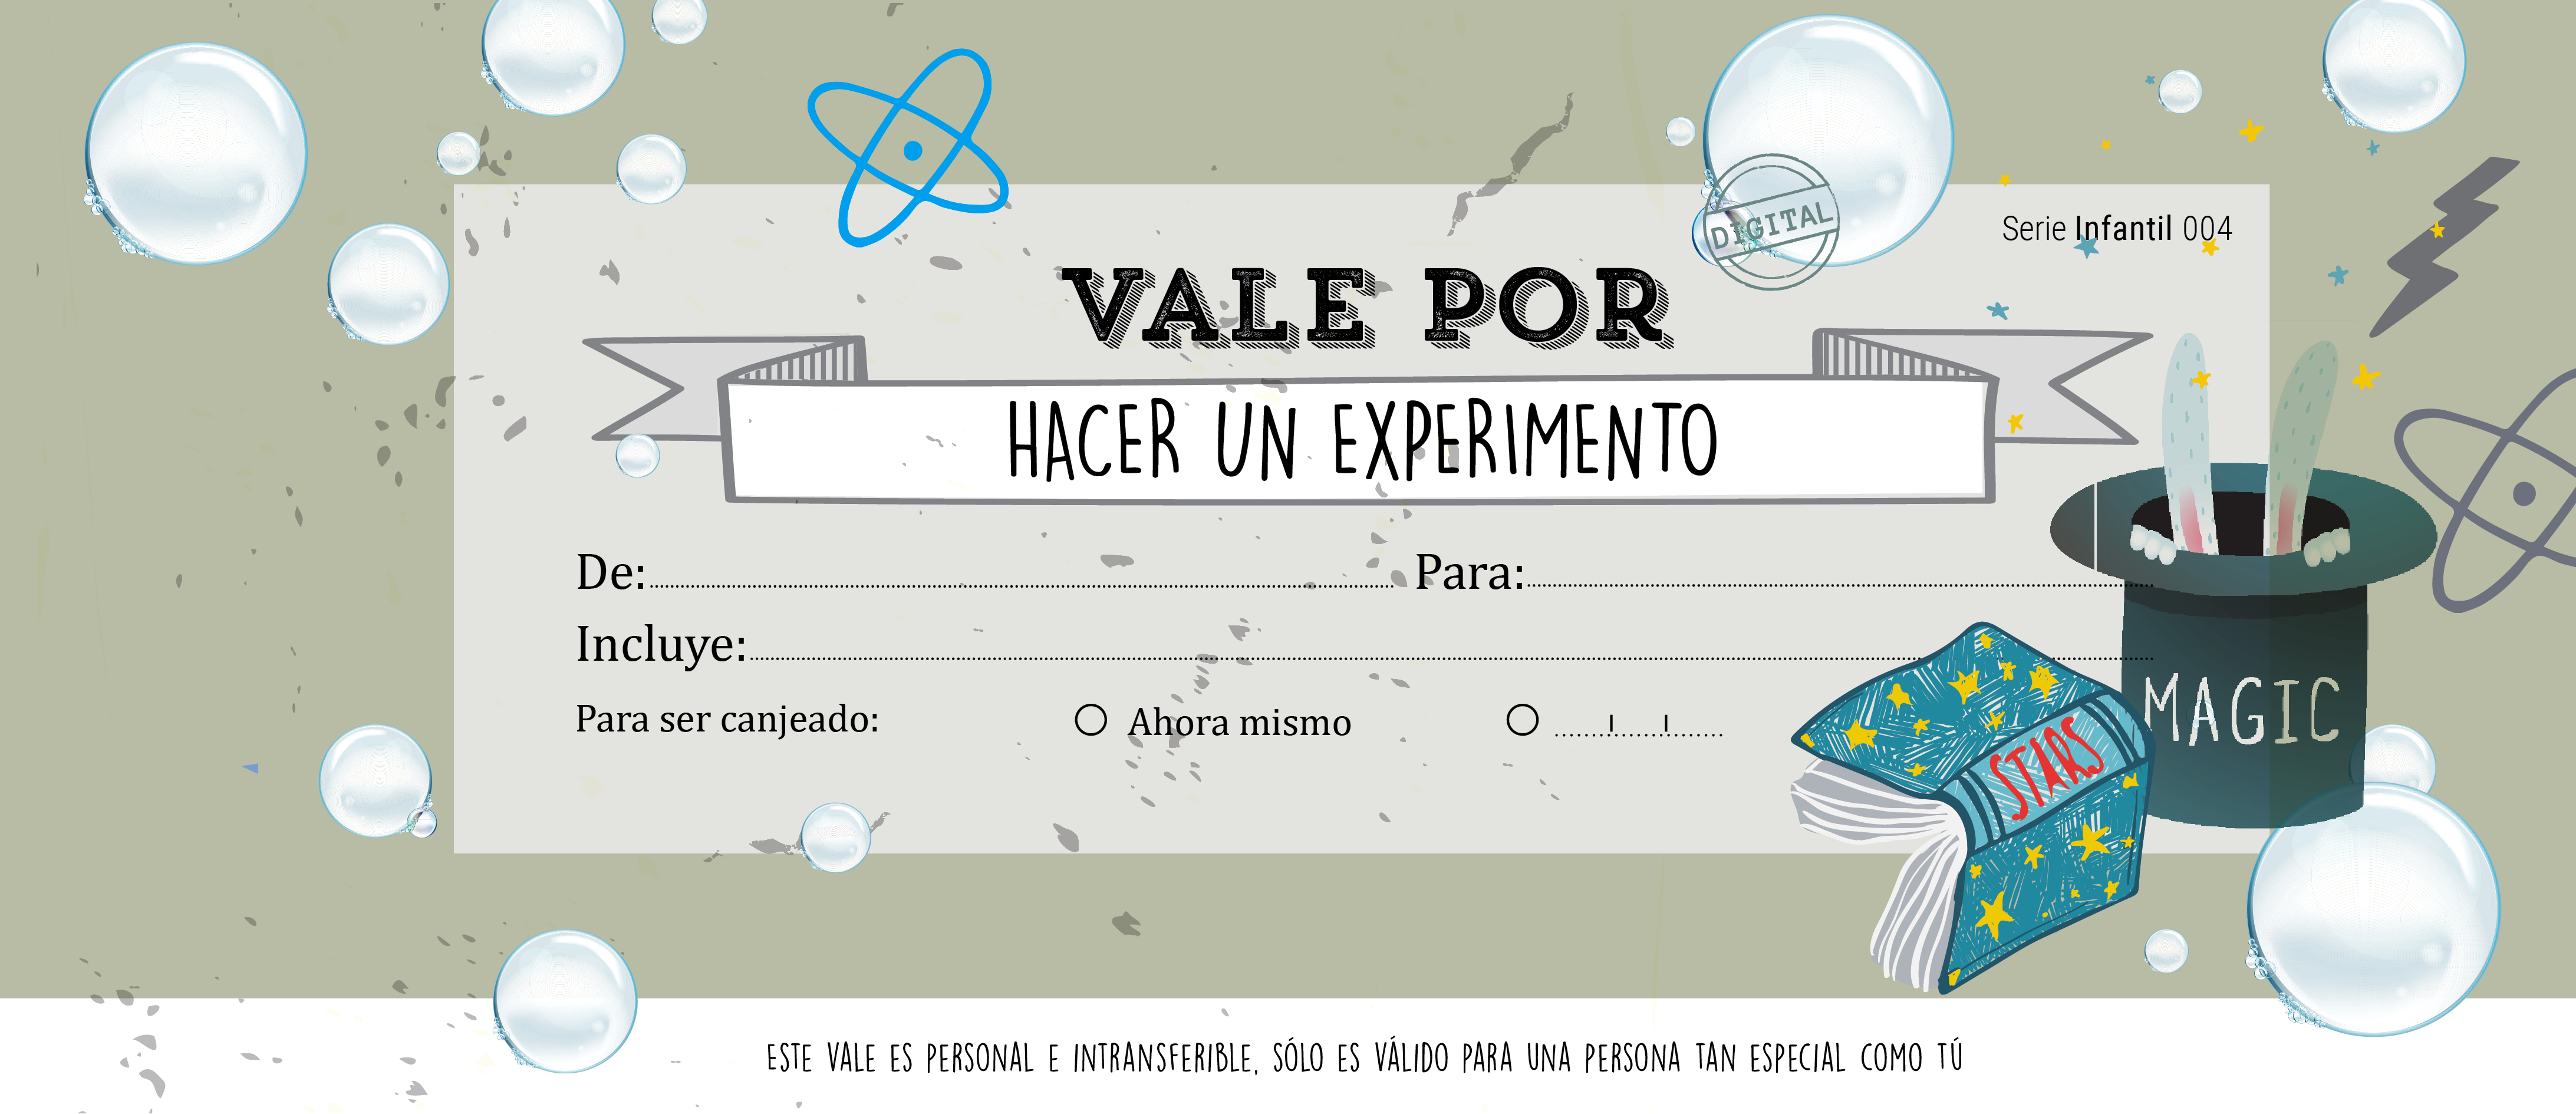 DIGITAL
Serie Infantil 004
VALE POR
HACER UN EXPERIMENTO
De: Para:
Incluye:
Para ser canjeado: Ahora mismo
MAGIC
STARS
ESTE VALE ES PERSONAL E INTRANSFERIBLE, SÓLO ES VÁLIDO PARA UNA PERSONA TAN ESPECIAL COMO TÚ